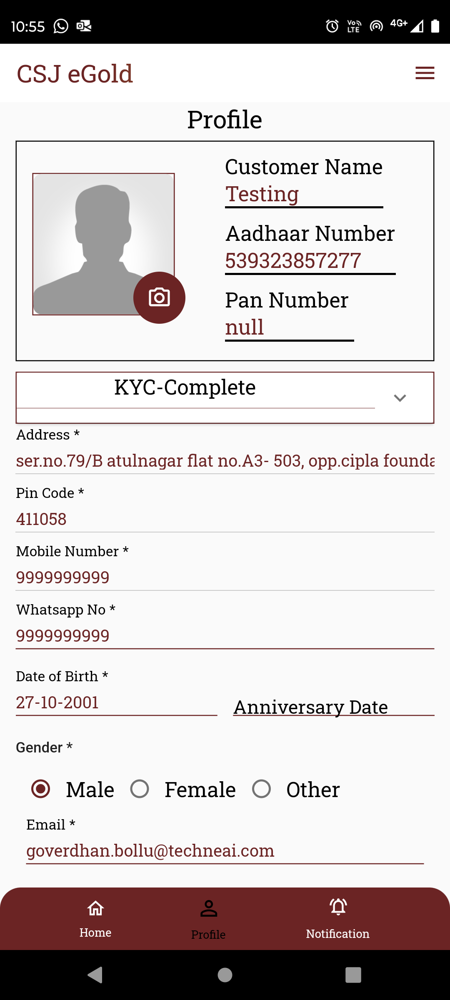 10:55
Vo LTE 4G+
CSJ eGold
Profile
Customer Name
Testing
Aadhaar Number
539323857277
Pan Number
null
KYC-Complete
Address *
ser.no.79/B atulnagar flat no.A3- 503, opp.cipla founda
Pin Code *
411058
Mobile Number *
9999999999
Whatsapp No *
9999999999
Date of Birth *
27-10-2001
Anniversary Date
Gender *
Male Female Other
Email *
goverdhan.bollu@techneai.com
Home Profile Notification